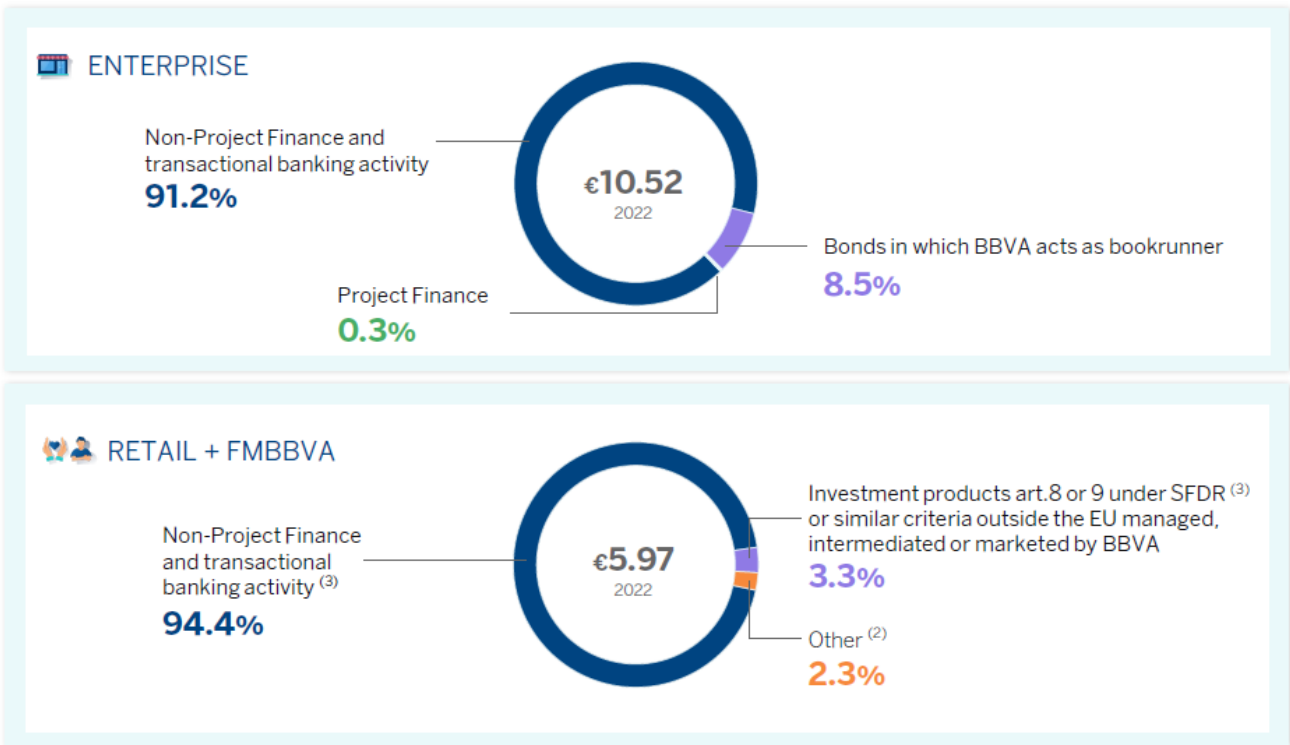 ENTERPRISE
Non-Project Finance and
transactional banking activity
91.2%
€10.52
2022
Bonds in which BBVA acts as bookrunner
8.5%
Project Finance
0.3%
RETAIL + FMBBVA
Non-Project Finance
and transactional
banking activity (3)
94.4%
€5.97
2022
Investment products art.8 or 9 under SFDR (3)
or similar criteria outside the EU managed,
intermediated or marketed by BBVA
3.3%
Other (2)
2.3%